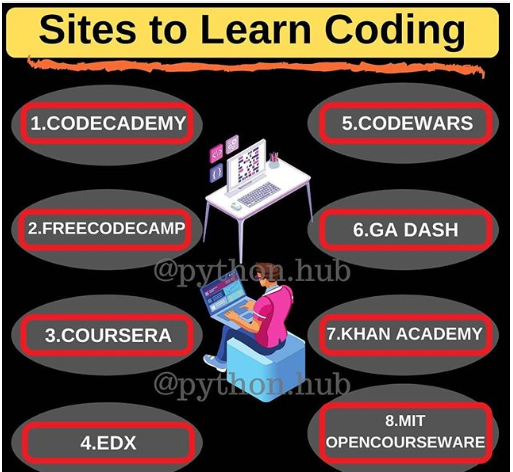 Sites to Learn Coding
1.CODECADEMY
2.FREECODECAMP
3.COURSERA
4.EDX
5.CODEWARS
6.GA DASH
7.KHAN ACADEMY
8.MIT
OPENCOURSEWARE
@python.hub
@python.hub